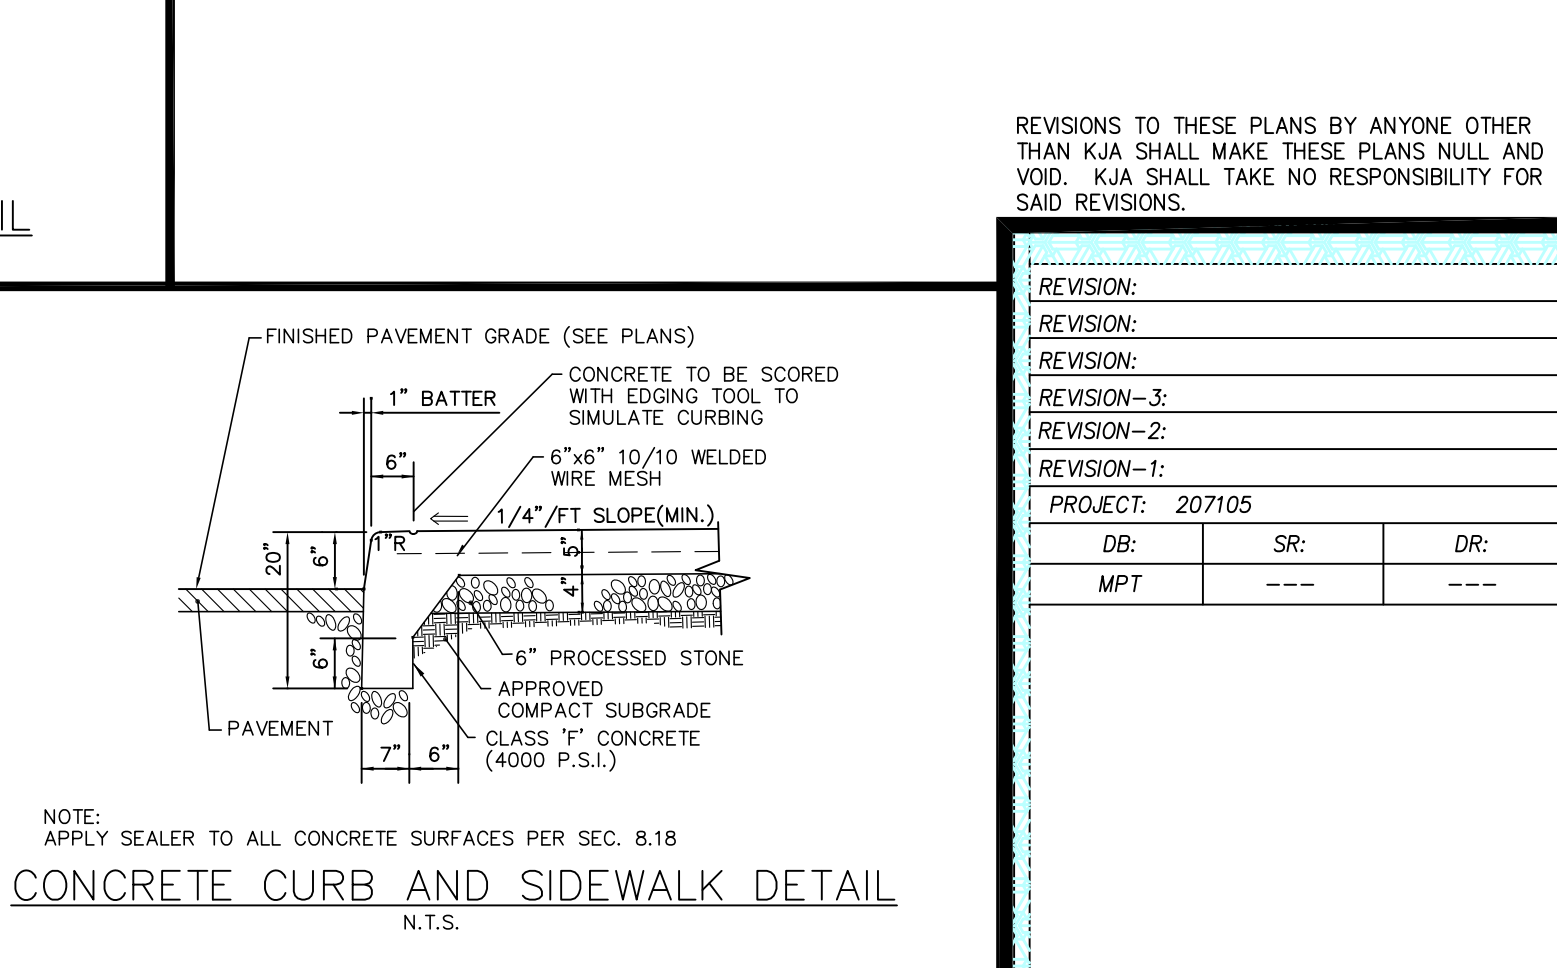 REVISIONS TO THESE PLANS BY ANYONE OTHER
THAN KJA SHALL MAKE THESE PLANS NULL AND
VOID. KJA SHALL TAKE NO RESPONSIBILITY FOR
SAID REVISIONS.
IL
REVISION:
REVISION:
REVISION:
REVISION-3:
REVISION-2:
REVISION-1:
PROJECT: 207105
DB: SR: DR:
MPT --- ---
FINISHED PAVEMENT GRADE (SEE PLANS)
CONCRETE TO BE SCORED
WITH EDGING TOOL TO
SIMULATE CURBING
1" BATTER
6"
6"x6" 10/10 WELDED
WIRE MESH
1/4"/FT SLOPE(MIN.)
1"R
20"
6"
5"
4"
6"
6" PROCESSED STONE
APPROVED
COMPACT SUBGRADE
PAVEMENT
CLASS 'F' CONCRETE
(4000 P.S.I.)
7"
6"
NOTE:
APPLY SEALER TO ALL CONCRETE SURFACES PER SEC. 8.18
CONCRETE CURB AND SIDEWALK DETAIL
N.T.S.